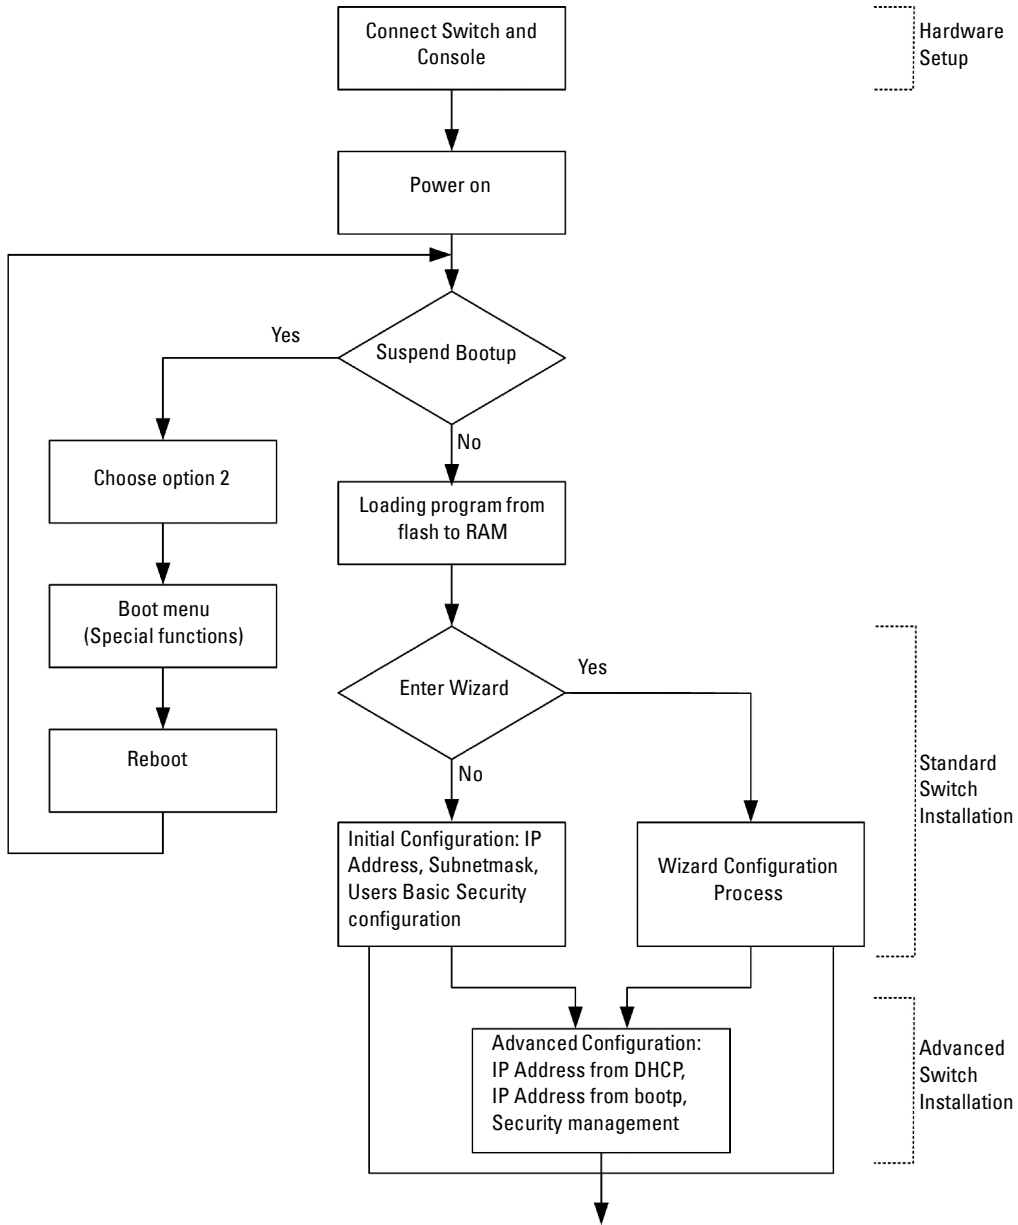 Connect Switch and
Console
Hardware
Setup
Power on
Yes
Suspend Bootup
No
Choose option 2
Loading program from
flash to RAM
Boot menu
(Special functions)
Yes
Enter Wizard
Reboot
No
Standard
Switch
Installation
Initial Configuration: IP
Address, Subnetmask,
Users Basic Security
configuration
Wizard Configuration
Process
Advanced Configuration:
IP Address from DHCP,
IP Address from bootp,
Security management
Advanced
Switch
Installation